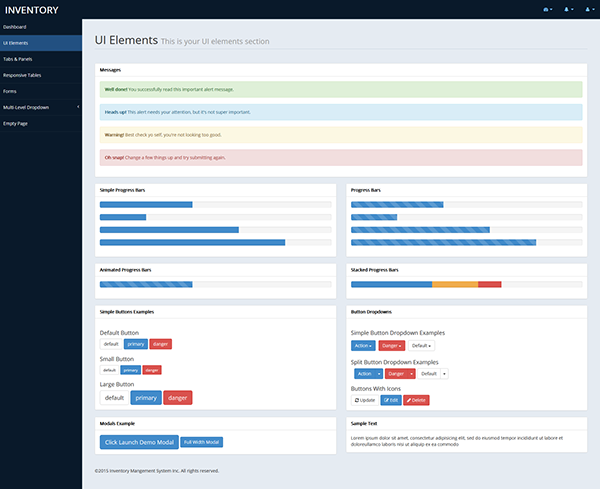 INVENTORY
Dashboard
UI Elements
Tabs & Panels
Responsive Tables
Forms
Multi-Level Dropdown
Empty Page
UI Elements This is your UI elements section
Messages
Well done! You successfully read this important alert message.
Heads up! This alert needs your attention, but it's not super important.
Warning! Best check yo self, you're not looking too good.
Oh snap! Change a few things up and try submitting again.
Simple Progress Bars
Progress Bars
Animated Progress Bars
Stacked Progress Bars
Simple Buttons Examples
Default Button
default primary danger
Small Button
default primary danger
Large Button
default primary danger
Button Dropdowns
Simple Button Dropdown Examples
Action Danger Default
Split Button Dropdown Examples
Action Danger Default
Buttons With Icons
Update Edit Delete
Modals Example
Click Launch Demo Modal Full Width Modal
Sample Text
Lorem ipsum dolor sit amet, consectetur adipisicing elit, sed do eiusmod tempor incididunt ut labore et
doloreullamco laboris nisi ut aliquip ex ea commodo
©2015 Inventory Mangement System Inc. All rights reserved.